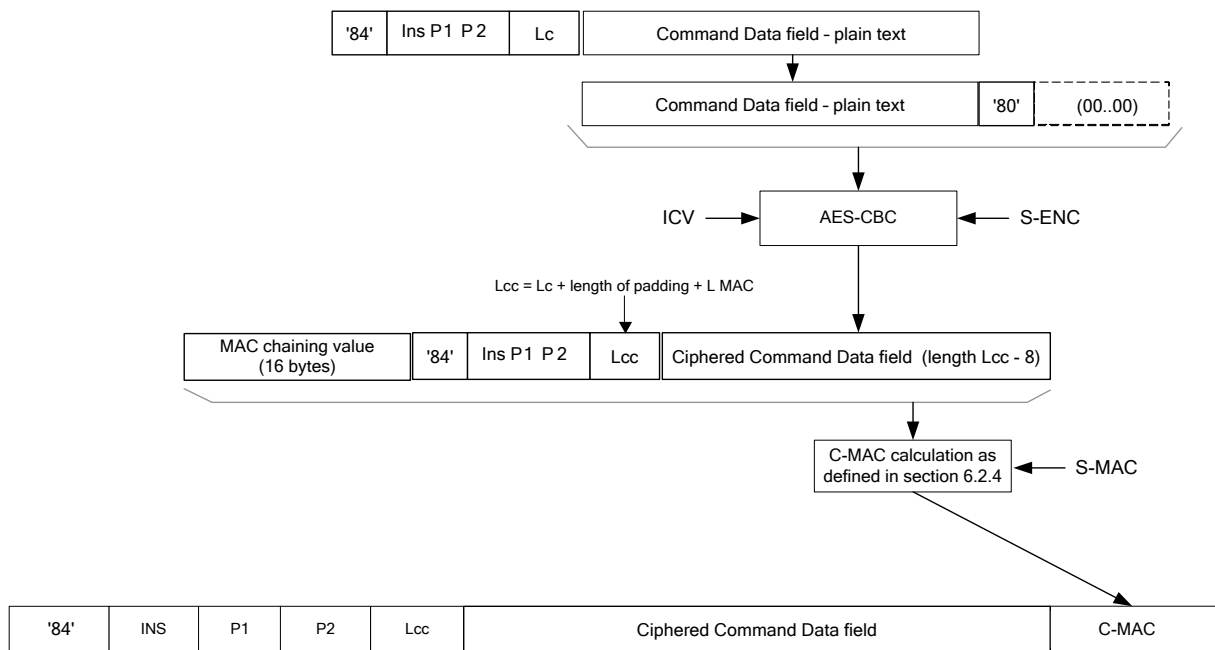 '84' Ins P1 P2 Lc Command Data field – plain text
Command Data field – plain text '80' (00..00)
ICV AES-CBC S-ENC
Lcc = Lc + length of padding + L MAC
MAC chaining value
(16 bytes)
'84' Ins P1 P2 Lcc Ciphered Command Data field (length Lcc - 8)
C-MAC calculation as
defined in section 6.2.4
S-MAC
'84' INS P1 P2 Lcc Ciphered Command Data field C-MAC